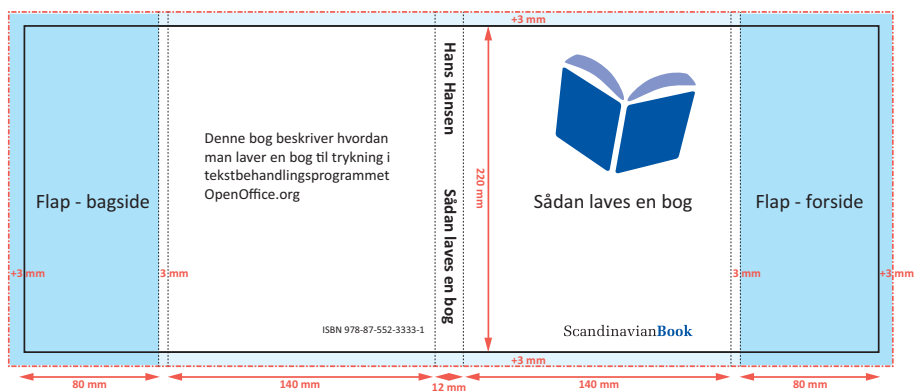 +3 mm
Flap - bagside
Denne bog beskriver hvordan
man laver en bog til trykning i
tekstbehandlingsprogrammet
OpenOffice.org
ISBN 978-87-552-3333-1
Hans Hansen
Sådan laves en bog
220 mm
Sådan laves en bog
ScandinavianBook
Flap - forside
+3 mm
3 mm
3 mm
+3 mm
+3 mm
80 mm
140 mm
12 mm
140 mm
80 mm